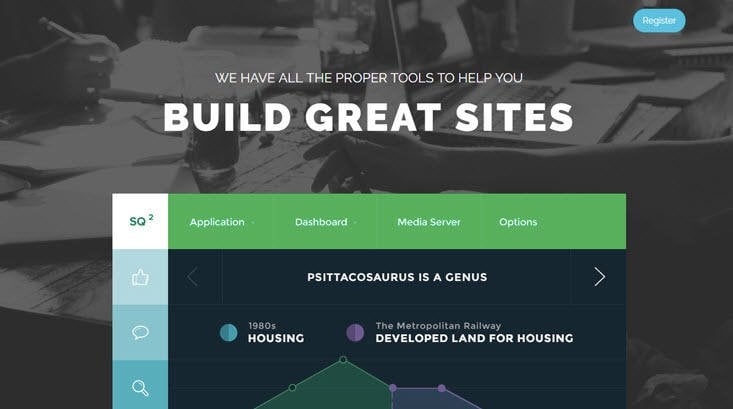 Register
WE HAVE ALL THE PROPER TOOLS TO HELP YOU
BUILD GREAT SITES
SQ 2 Application Dashboard Media Server Options
PSITTACOSAURUS IS A GENUS
1980s The Metropolitan Railway
HOUSING DEVELOPED LAND FOR HOUSING